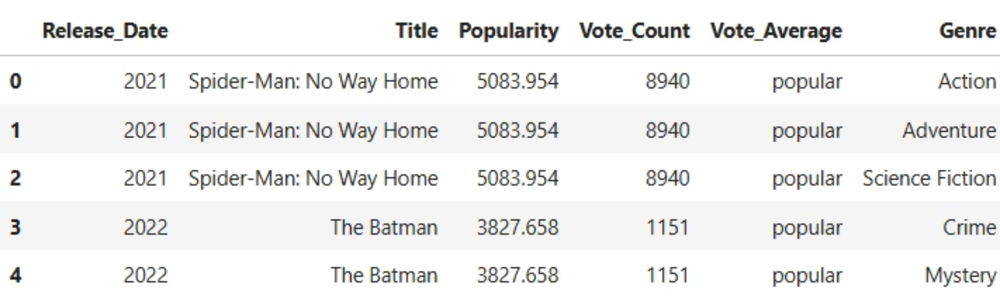 Release_Date Title Popularity Vote_Count Vote_Average Genre
0 2021 Spider-Man: No Way Home 5083.954 8940 popular Action
1 2021 Spider-Man: No Way Home 5083.954 8940 popular Adventure
2 2021 Spider-Man: No Way Home 5083.954 8940 popular Science Fiction
3 2022 The Batman 3827.658 1151 popular Crime
4 2022 The Batman 3827.658 1151 popular Mystery